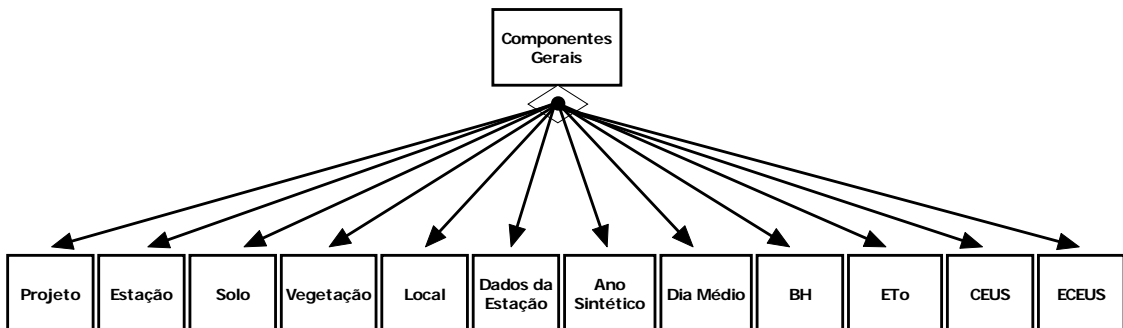 Componentes
Gerais
Projeto
Estação
Solo
Vegetação
Local
Dados da
Estação
Ano
Sintético
Dia Médio
BH
ETo
CEUS
ECEUS